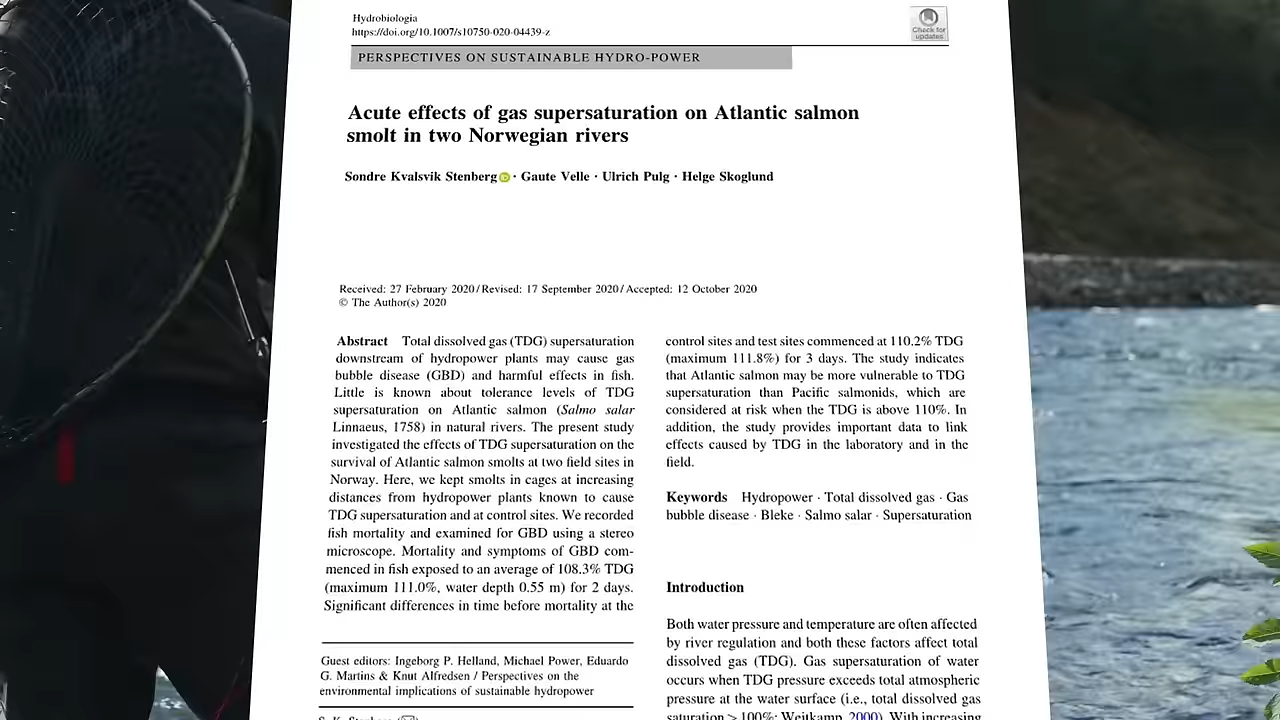 Hydrobiologia
https://doi.org/10.1007/s10750-020-04439-z
Check for
updates
PERSPECTIVES ON SUSTAINABLE HYDRO-POWER
Acute effects of gas supersaturation on Atlantic salmon
smolt in two Norwegian rivers
Sondre Kvalsvik Stenberg · Gaute Velle · Ulrich Pulg · Helge Skoglund
Received: 27 February 2020 / Revised: 17 September 2020 / Accepted: 12 October 2020
© The Author(s) 2020
Abstract Total dissolved gas (TDG) supersaturation
downstream of hydropower plants may cause gas
bubble disease (GBD) and harmful effects in fish.
Little is known about tolerance levels of TDG
supersaturation on Atlantic salmon (Salmo salar
Linnaeus, 1758) in natural rivers. The present study
investigated the effects of TDG supersaturation on the
survival of Atlantic salmon smolts at two field sites in
Norway. Here, we kept smolts in cages at increasing
distances from hydropower plants known to cause
TDG supersaturation and at control sites. We recorded
fish mortality and examined for GBD using a stereo
microscope. Mortality and symptoms of GBD com-
menced in fish exposed to an average of 108.3% TDG
(maximum 111.0%, water depth 0.55 m) for 2 days.
Significant differences in time before mortality at the
control sites and test sites commenced at 110.2% TDG
(maximum 111.8%) for 3 days. The study indicates
that Atlantic salmon may be more vulnerable to TDG
supersaturation than Pacific salmonids, which are
considered at risk when the TDG is above 110%. In
addition, the study provides important data to link
effects caused by TDG in the laboratory and in the
field.
Keywords Hydropower · Total dissolved gas · Gas
bubble disease · Bleke · Salmo salar · Supersaturation
Introduction
Both water pressure and temperature are often affected
by river regulation and both these factors affect total
dissolved gas (TDG). Gas supersaturation of water
occurs when TDG pressure exceeds total atmospheric
pressure at the water surface (i.e., total dissolved gas
saturation > 100%; Weitkamp, 2000). With increasing
Guest editors: Ingeborg P. Helland, Michael Power, Eduardo
G. Martins & Knut Alfredsen / Perspectives on the
environmental implications of sustainable hydropower
S. K. Stenberg